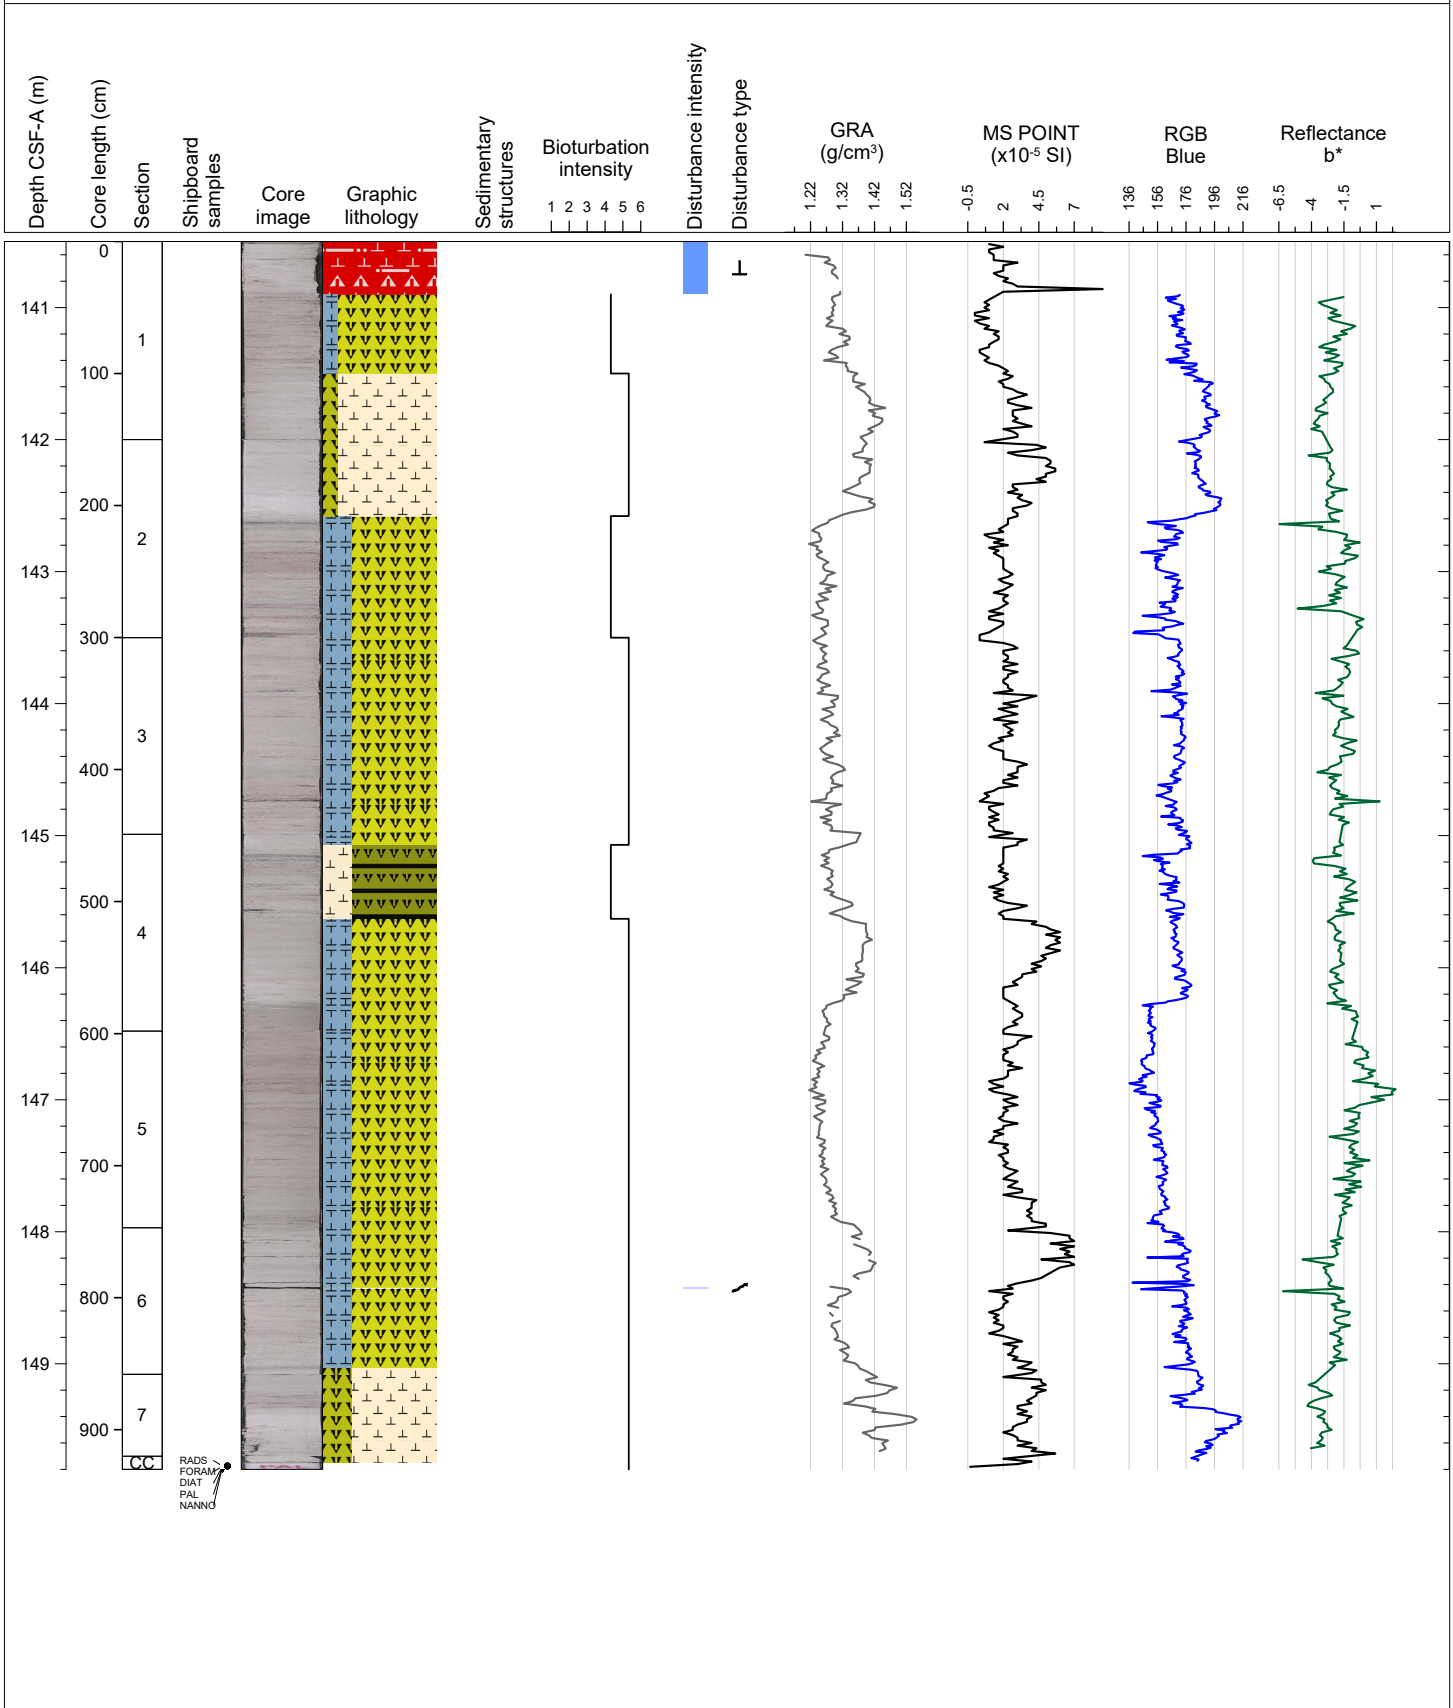 Depth CSF-A (m)
Core length (cm)
Section
Shipboard
samples
Core
image
Graphic
lithology
Sedimentary
structures
Bioturbation
intensity
1 2 3 4 5 6
Disturbance intensity
Disturbance type
GRA
(g/cm³)
1.22 1.32 1.42 1.52
MS POINT
(x10⁻⁵ SI)
-0.5 2 4.5 7
RGB
Blue
136 156 176 196 216
Reflectance
b*
-6.5 -4 -1.5 1
0
141
1
100
142
200
2
143
300
144
3
400
145
500
4
146
600
147
5
700
148
800
6
149
7
900
CC
RADS
FORAM
DIAT
PAL
NANNO
PAL